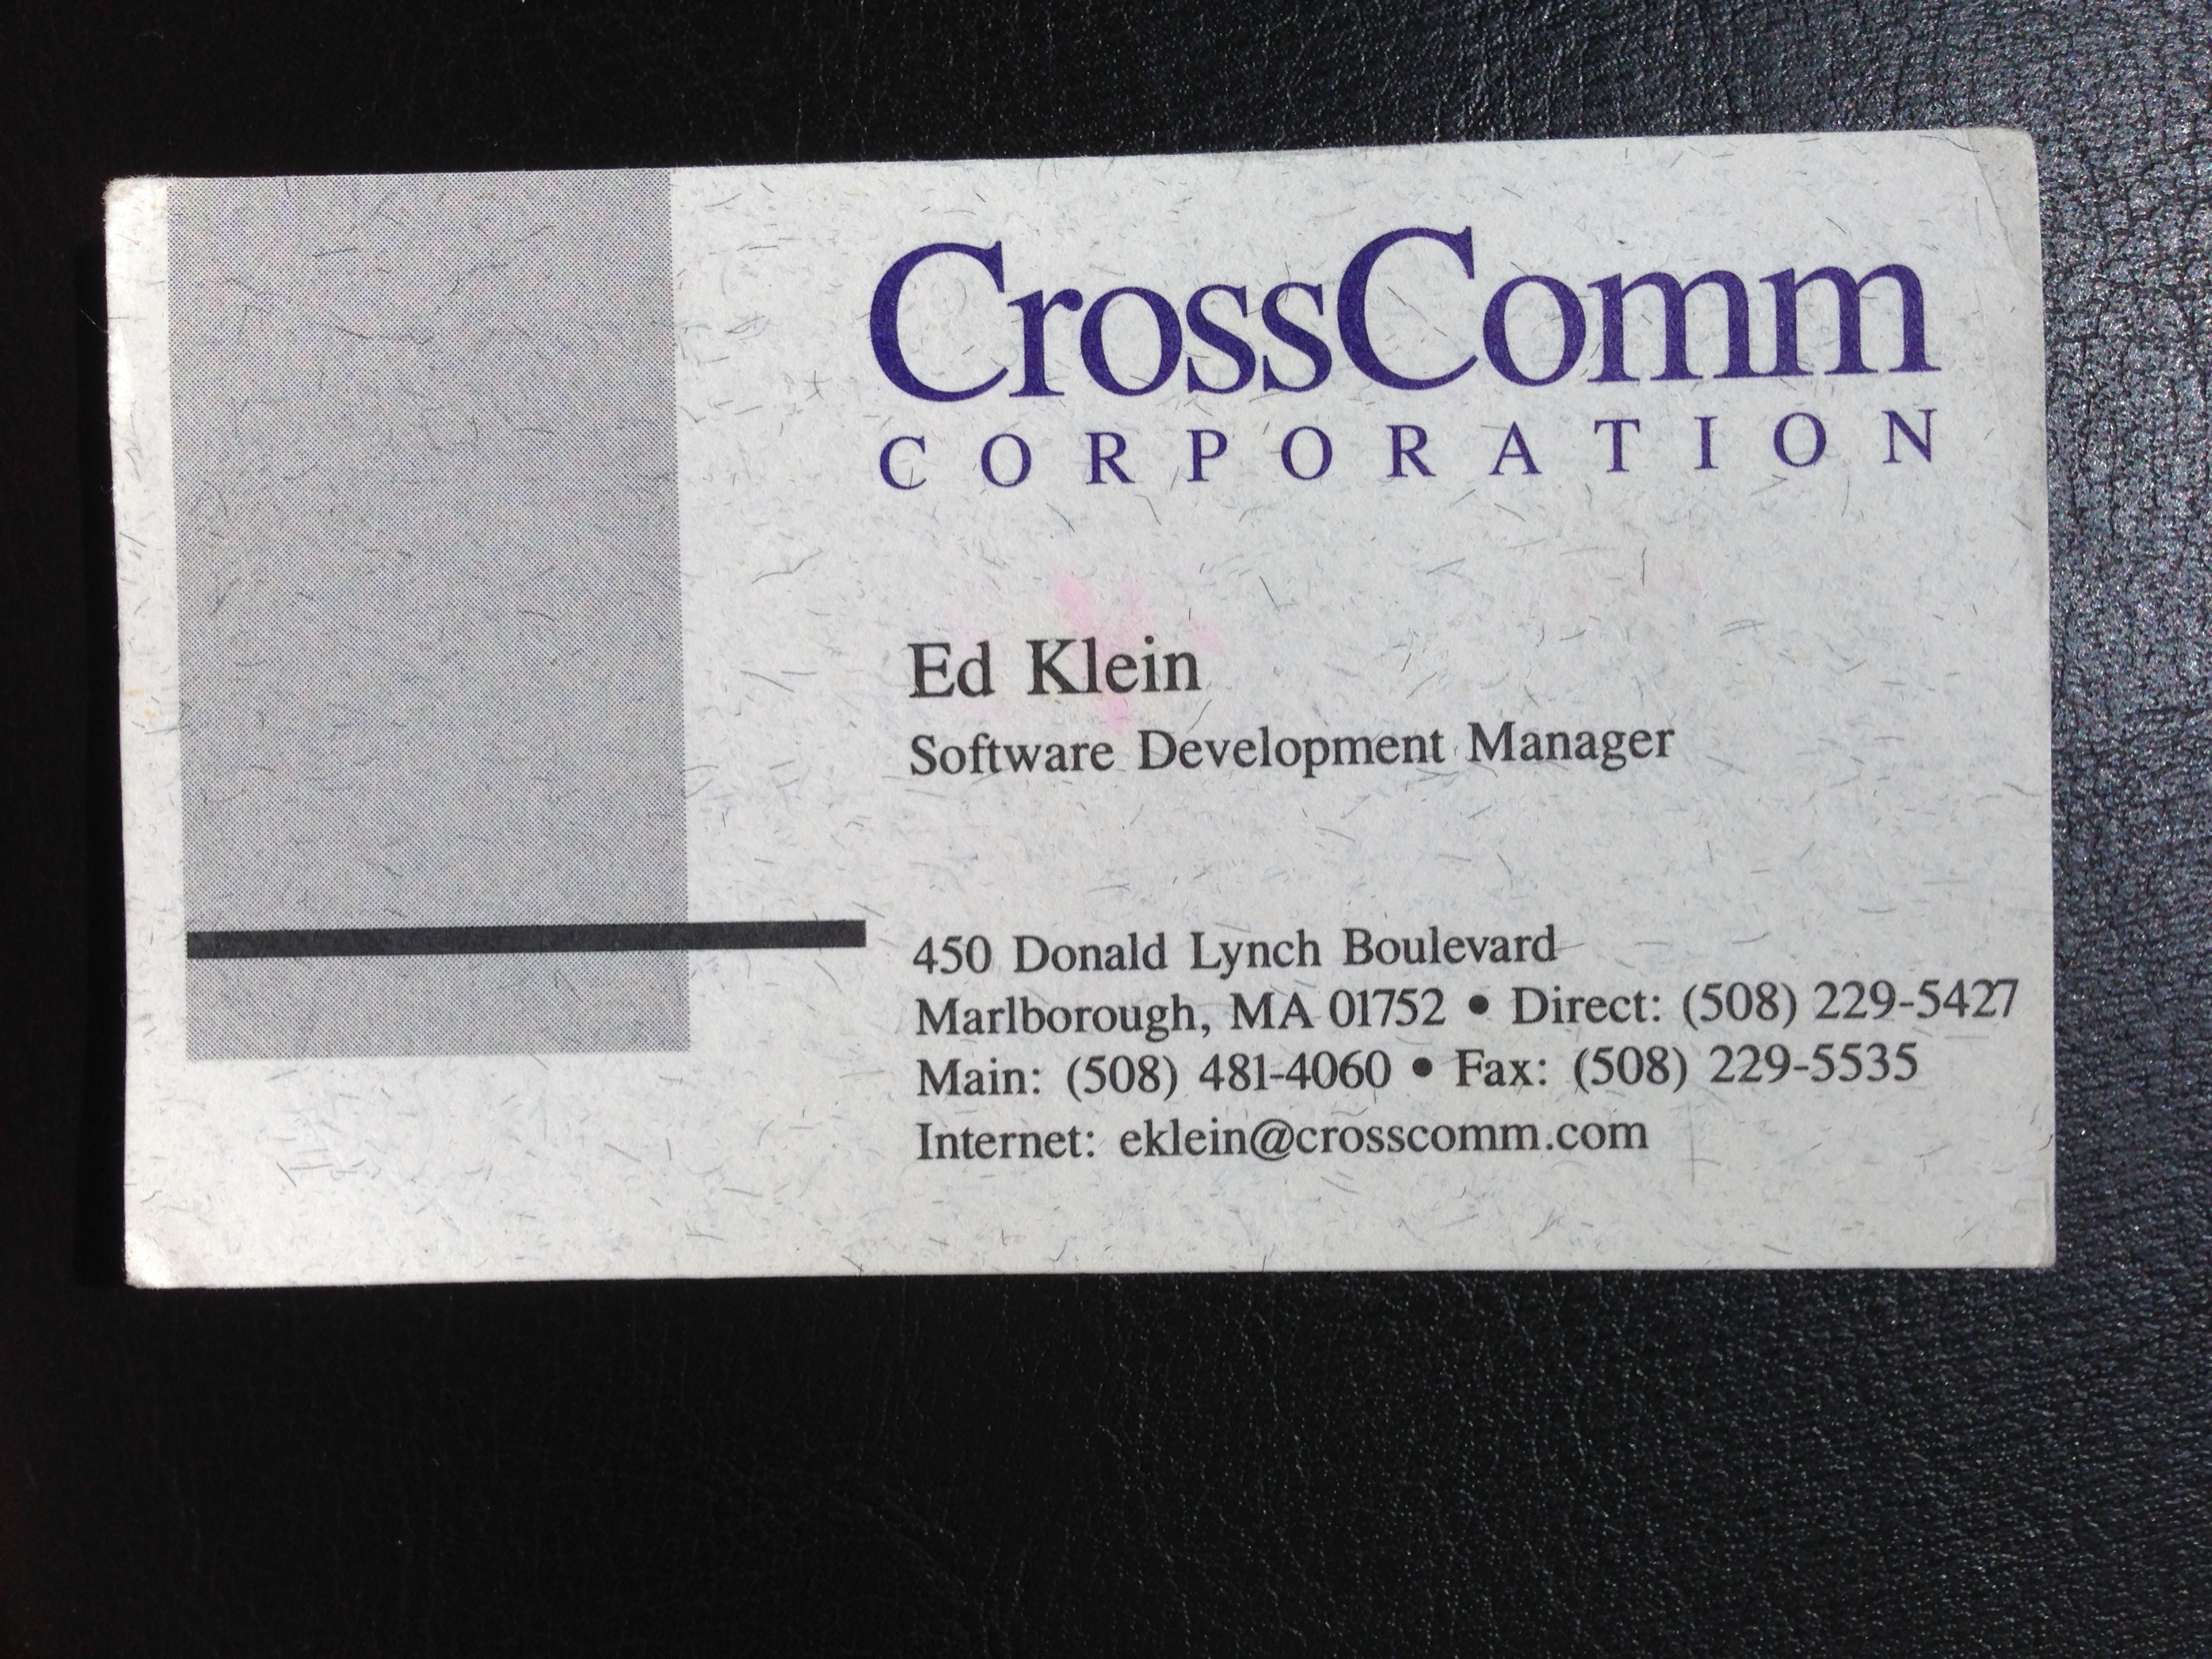 CrossComm
CORPORATION
Ed Klein
Software Development Manager
450 Donald Lynch Boulevard
Marlborough, MA 01752 • Direct: (508) 229-5427
Main: (508) 481-4060 • Fax: (508) 229-5535
Internet: eklein@crosscomm.com